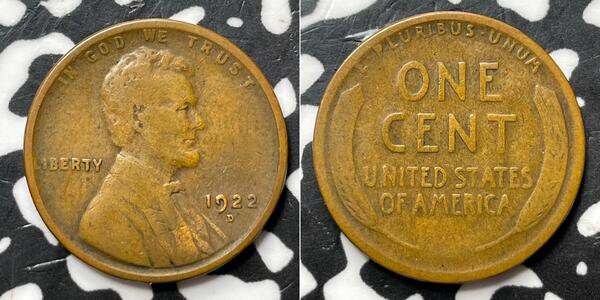 IN GOD WE TRUST
LIBERTY
1922
D
E PLURIBUS·UNUM
ONE
CENT
UNITED STATES
OF AMERICA